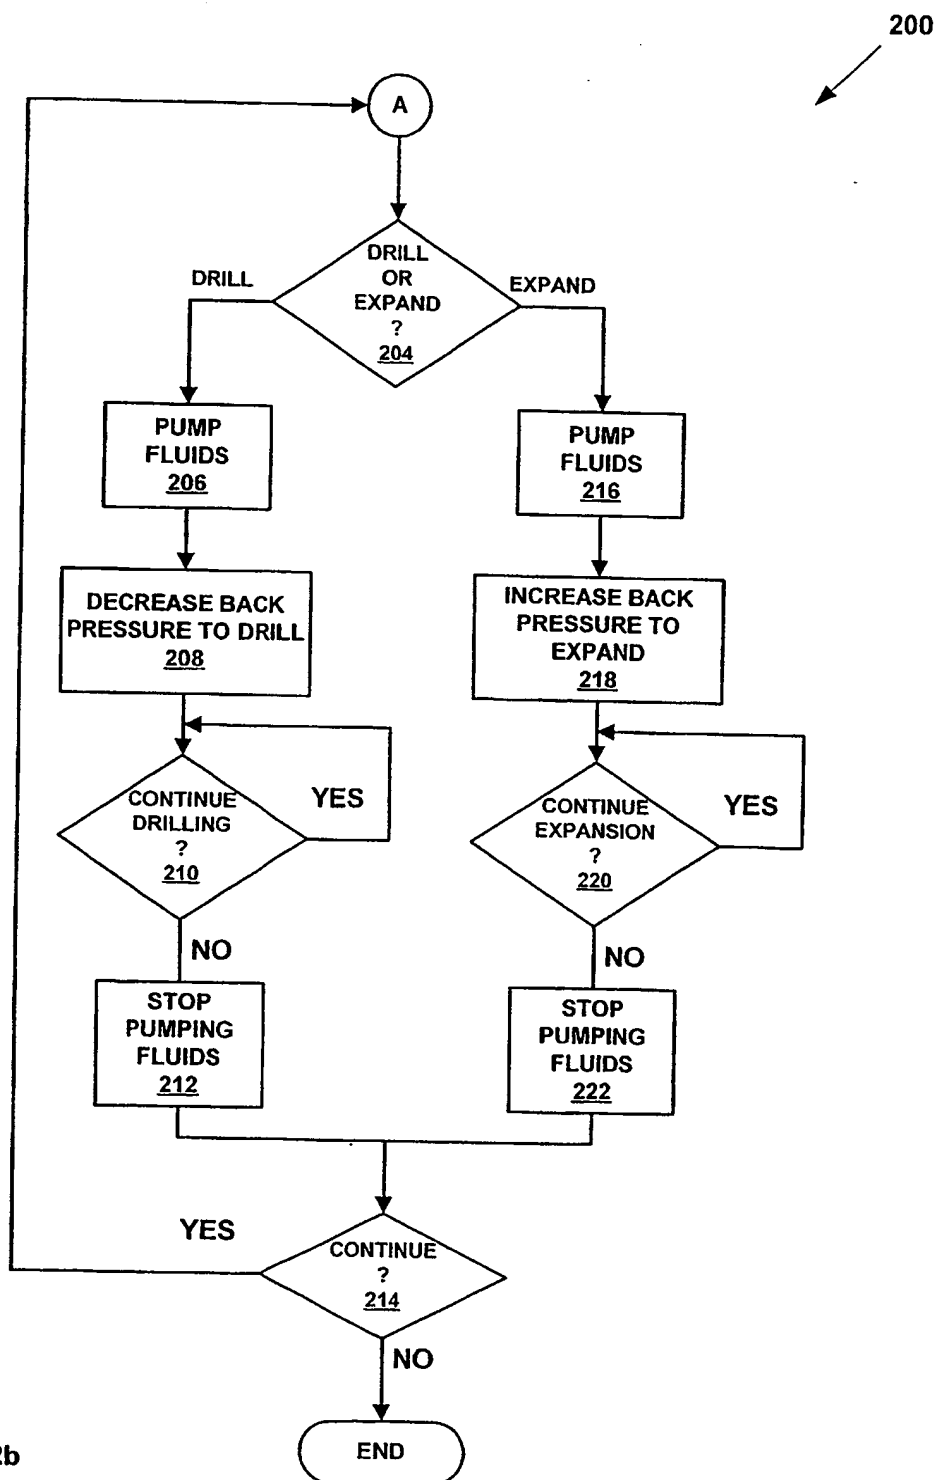 200
A
DRILL
OR
EXPAND
?
204
DRILL
EXPAND
PUMP
FLUIDS
206
PUMP
FLUIDS
216
DECREASE BACK
PRESSURE TO DRILL
208
INCREASE BACK
PRESSURE TO
EXPAND
218
CONTINUE
DRILLING
?
210
YES
CONTINUE
EXPANSION
?
220
YES
NO
NO
STOP
PUMPING
FLUIDS
212
STOP
PUMPING
FLUIDS
222
YES
CONTINUE
?
214
NO
END